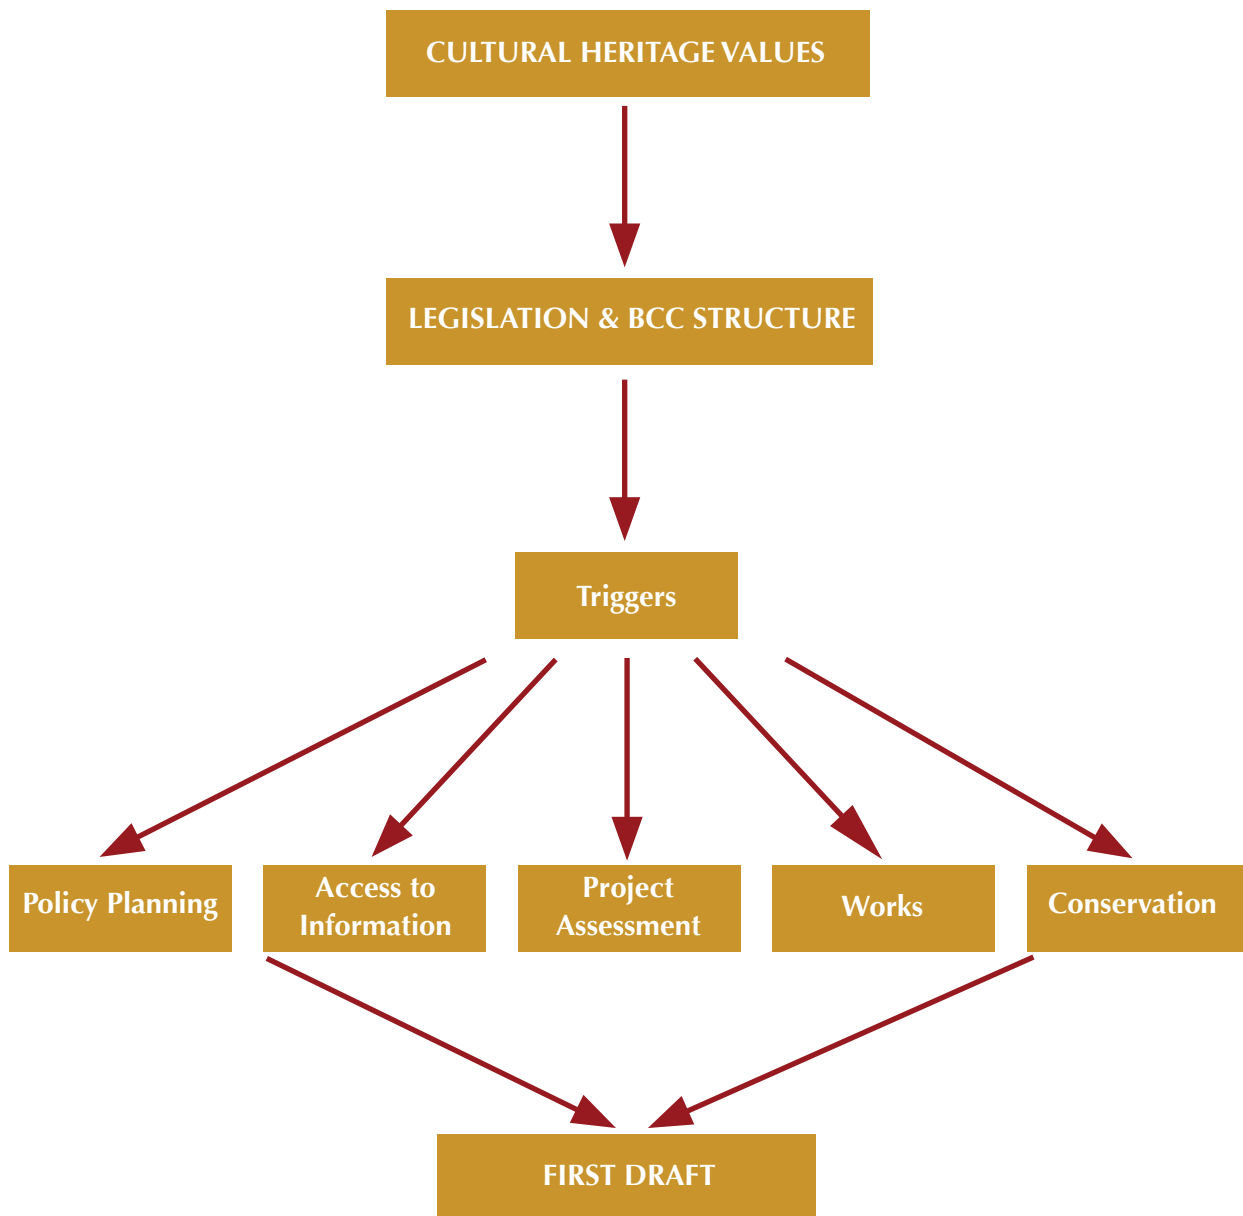 CULTURAL HERITAGE VALUES
LEGISLATION & BCC STRUCTURE
Triggers
Policy Planning
Access to
Information
Project
Assessment
Works
Conservation
FIRST DRAFT